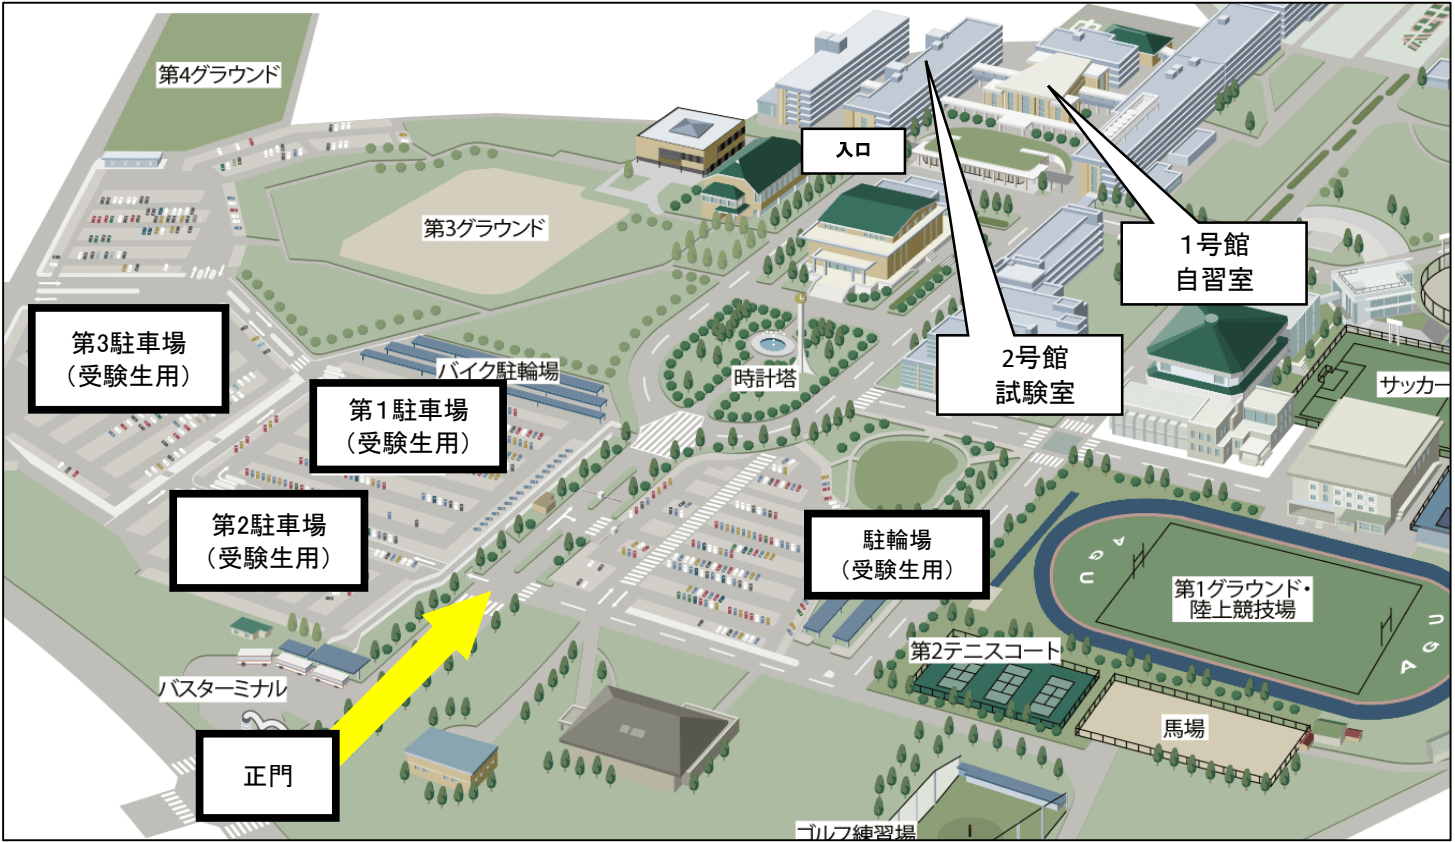 第4グラウンド
入口
第3グラウンド
1号館
自習室
第3駐車場
（受験生用）
2号館
試験室
バイク駐輪場
時計塔
サッカー
第1駐車場
（受験生用）
第2駐車場
（受験生用）
駐輪場
（受験生用）
AGU
第1グラウンド・
陸上競技場
AGU
第2テニスコート
バスターミナル
馬場
正門
ゴルフ練習場